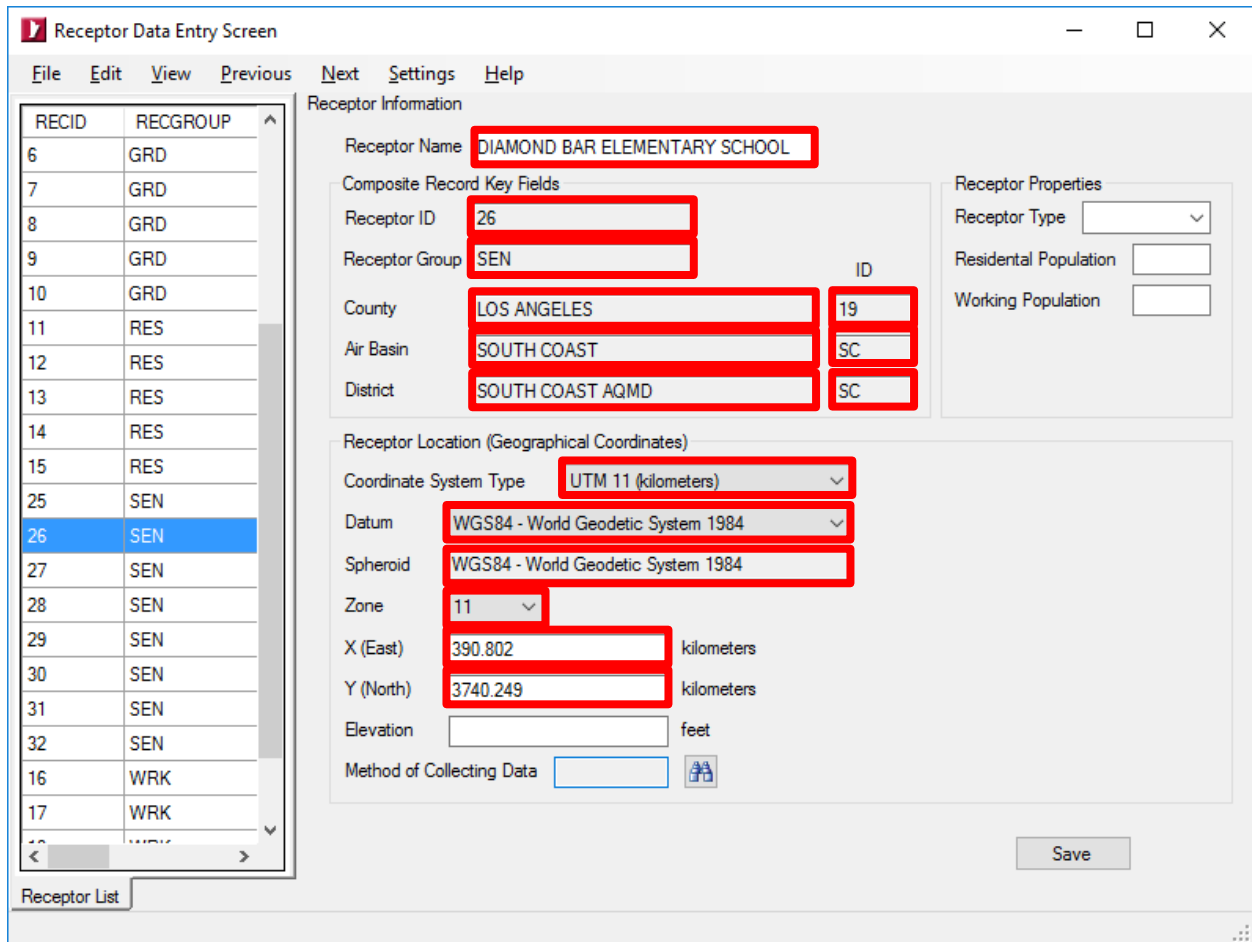 Receptor Data Entry Screen
File Edit View Previous Next Settings Help
RECID RECGROUP
6 GRD
7 GRD
8 GRD
9 GRD
10 GRD
11 RES
12 RES
13 RES
14 RES
15 RES
25 SEN
26 SEN
27 SEN
28 SEN
29 SEN
30 SEN
31 SEN
32 SEN
16 WRK
17 WRK
Receptor List
Receptor Information
Receptor Name DIAMOND BAR ELEMENTARY SCHOOL
Composite Record Key Fields
Receptor ID 26
Receptor Group SEN
ID
County LOS ANGELES 19
Air Basin SOUTH COAST SC
District SOUTH COAST AQMD SC
Receptor Properties
Receptor Type
Residental Population
Working Population
Receptor Location (Geographical Coordinates)
Coordinate System Type UTM 11 (kilometers)
Datum WGS84 - World Geodetic System 1984
Spheroid WGS84 - World Geodetic System 1984
Zone 11
X (East) 390.802 kilometers
Y (North) 3740.249 kilometers
Elevation feet
Method of Collecting Data
Save